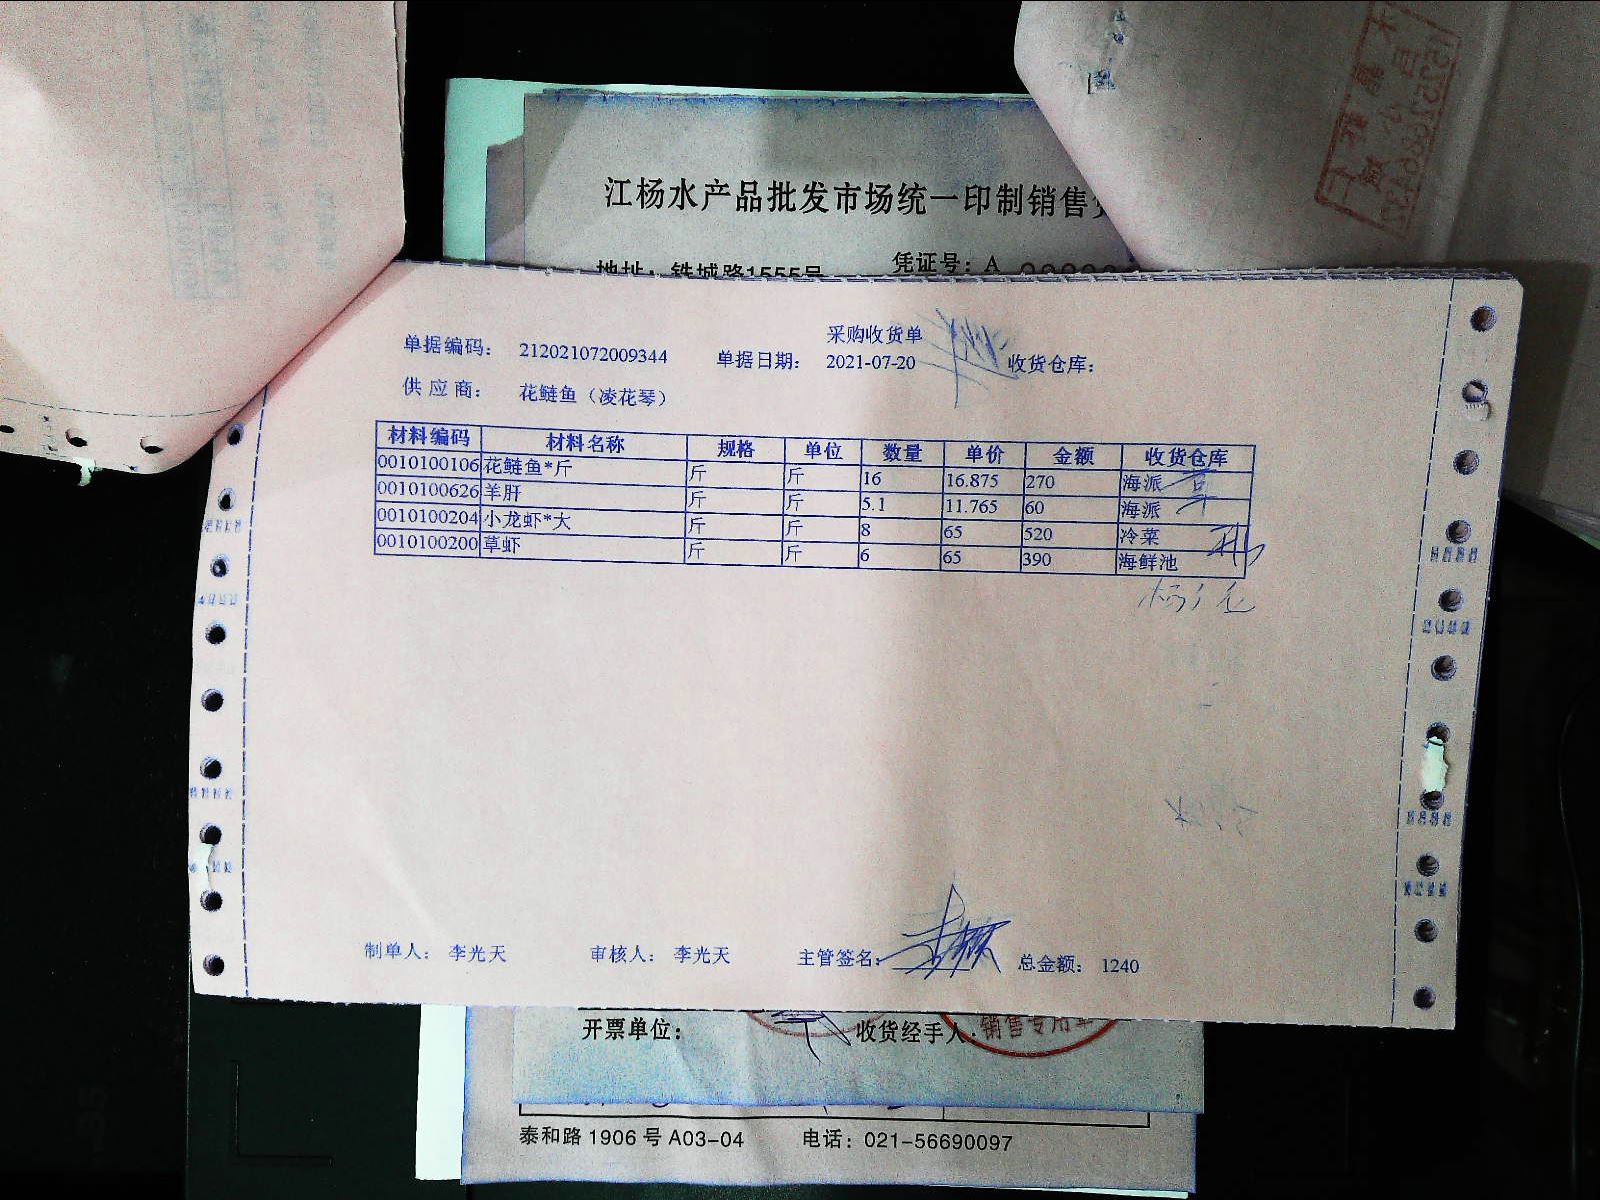 江杨水产品批发市场统一印制销售
地址：铁城路1555号 凭证号：A
采购收货单
单据编码： 212021072009344 单据日期： 2021-07-20 收货仓库：
供应商： 花鲢鱼（凌花琴）
材料编码 材料名称 规格 单位 数量 单价 金额 收货仓库
0010100106 花鲢鱼*斤 斤 斤 16 16.875 270 海派
0010100626 羊肝 斤 斤 5.1 11.765 60 海派
0010100204 小龙虾*大 斤 斤 8 65 520 冷菜
0010100200 草虾 斤 斤 6 65 390 海鲜池
制单人： 李光天 审核人： 李光天 主管签名： 总金额： 1240
开票单位： 收货经手人：
销售专用章
泰和路1906号A03-04 电话：021-56690097